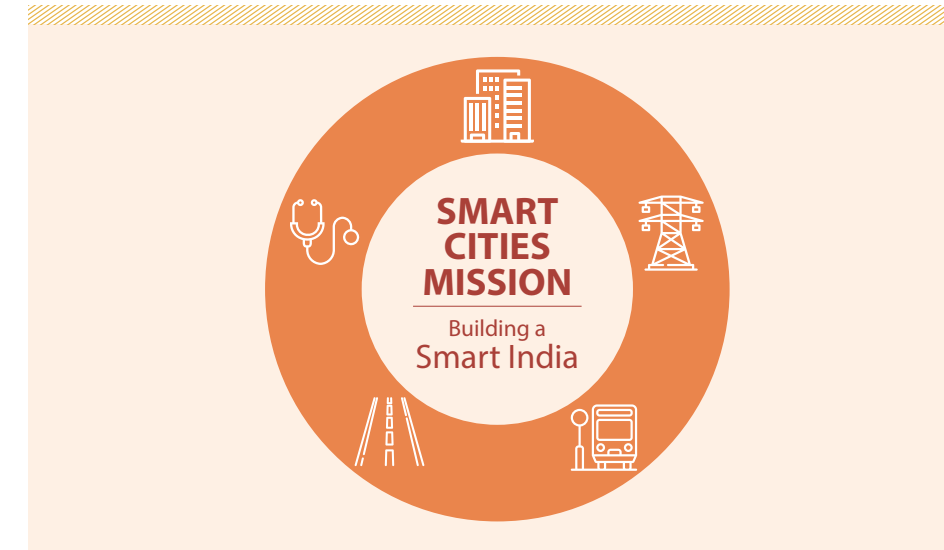 SMART
CITIES
MISSION
Building a
Smart India